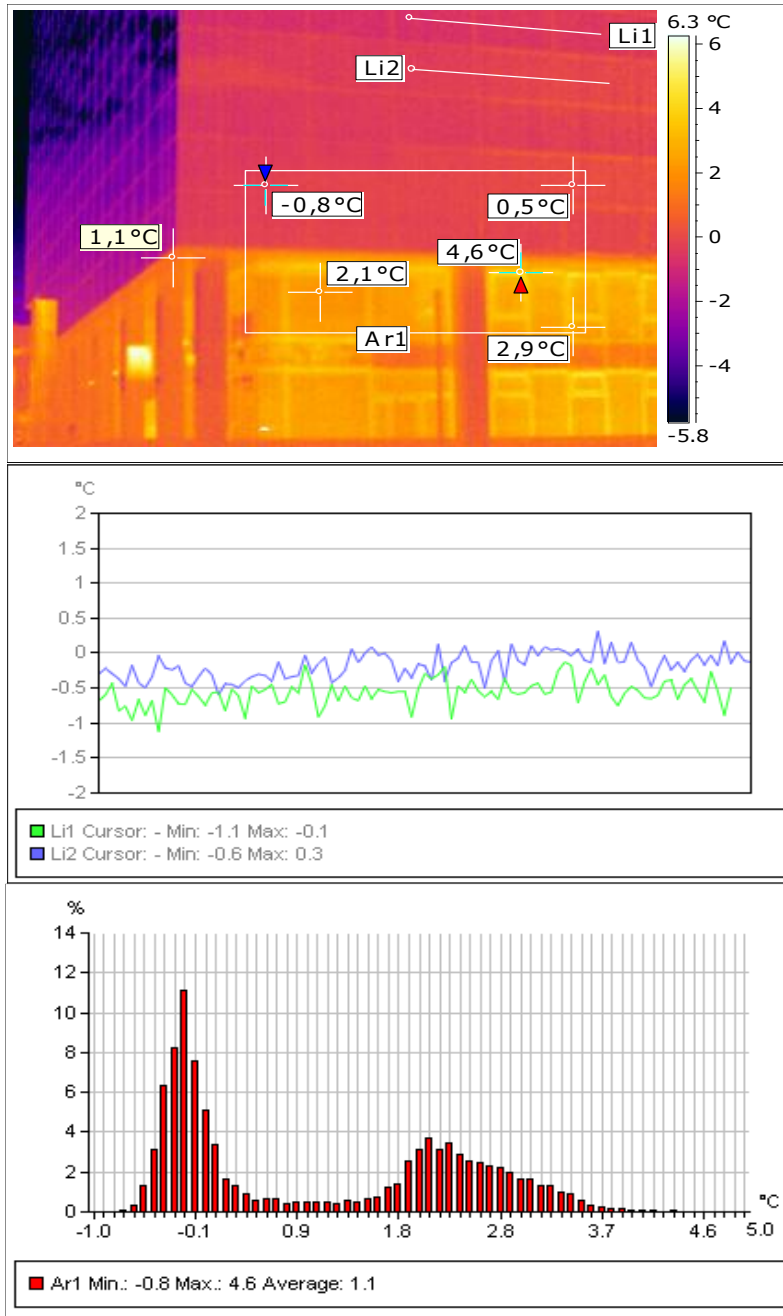 6.3 °C
Li1
6
Li2
4
2
-0,8°C
0,5°C
1,1°C
4,6°C
0
2,1°C
-2
Ar1
2,9°C
-4
-5.8
°C
2
1.5
1
0.5
0
-0.5
-1
-1.5
-2
Li1 Cursor: - Min: -1.1 Max: -0.1
Li2 Cursor: - Min: -0.6 Max: 0.3
%
14
12
10
8
6
4
2
0
-1.0 -0.1 0.9 1.8 2.8 3.7 4.6 5.0
°C
Ar1 Min.: -0.8 Max.: 4.6 Average: 1.1